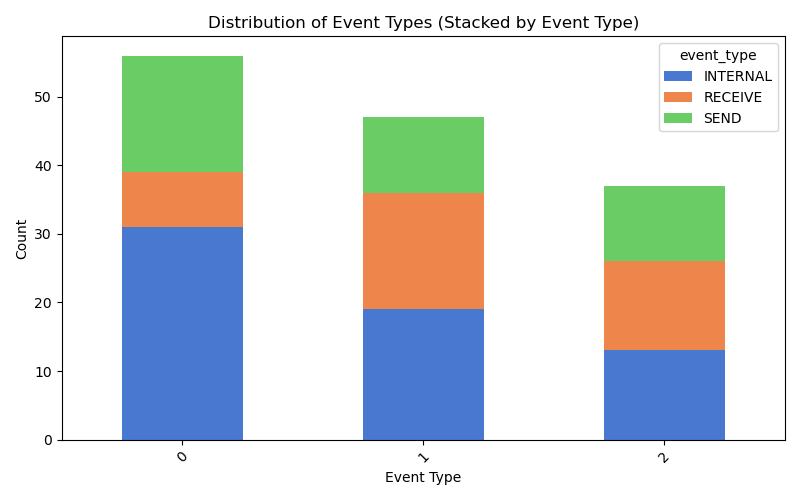 Distribution of Event Types (Stacked by Event Type)
event_type
INTERNAL
RECEIVE
SEND
Count
50
40
30
20
10
0
0
1
2
Event Type